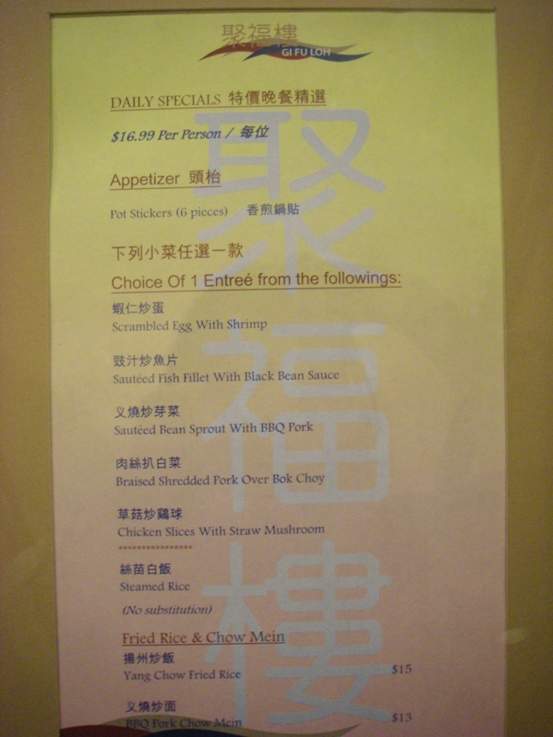 聚福樓
GI FU LOH
DAILY SPECIALS 特價晚餐精選
$16.99 Per Person / 每位
Appetizer 頭枱
Pot Stickers (6 pieces) 香煎鍋貼
下列小菜任選一款
Choice Of 1 Entreé from the followings:
蝦仁炒蛋
Scrambled Egg With Shrimp
豉汁炒魚片
Sautéed Fish Fillet With Black Bean Sauce
义燒炒芽菜
Sautéed Bean Sprout With BBQ Pork
肉絲扒白菜
Braised Shredded Pork Over Bok Choy
草菇炒鷄球
Chicken Slices With Straw Mushroom
*****************
絲苗白飯
Steamed Rice
(No substitution)
Fried Rice & Chow Mein
揚州炒飯
Yang Chow Fried Rice $15
义燒炒面
BBQ Pork Chow Mein $13
聚福樓